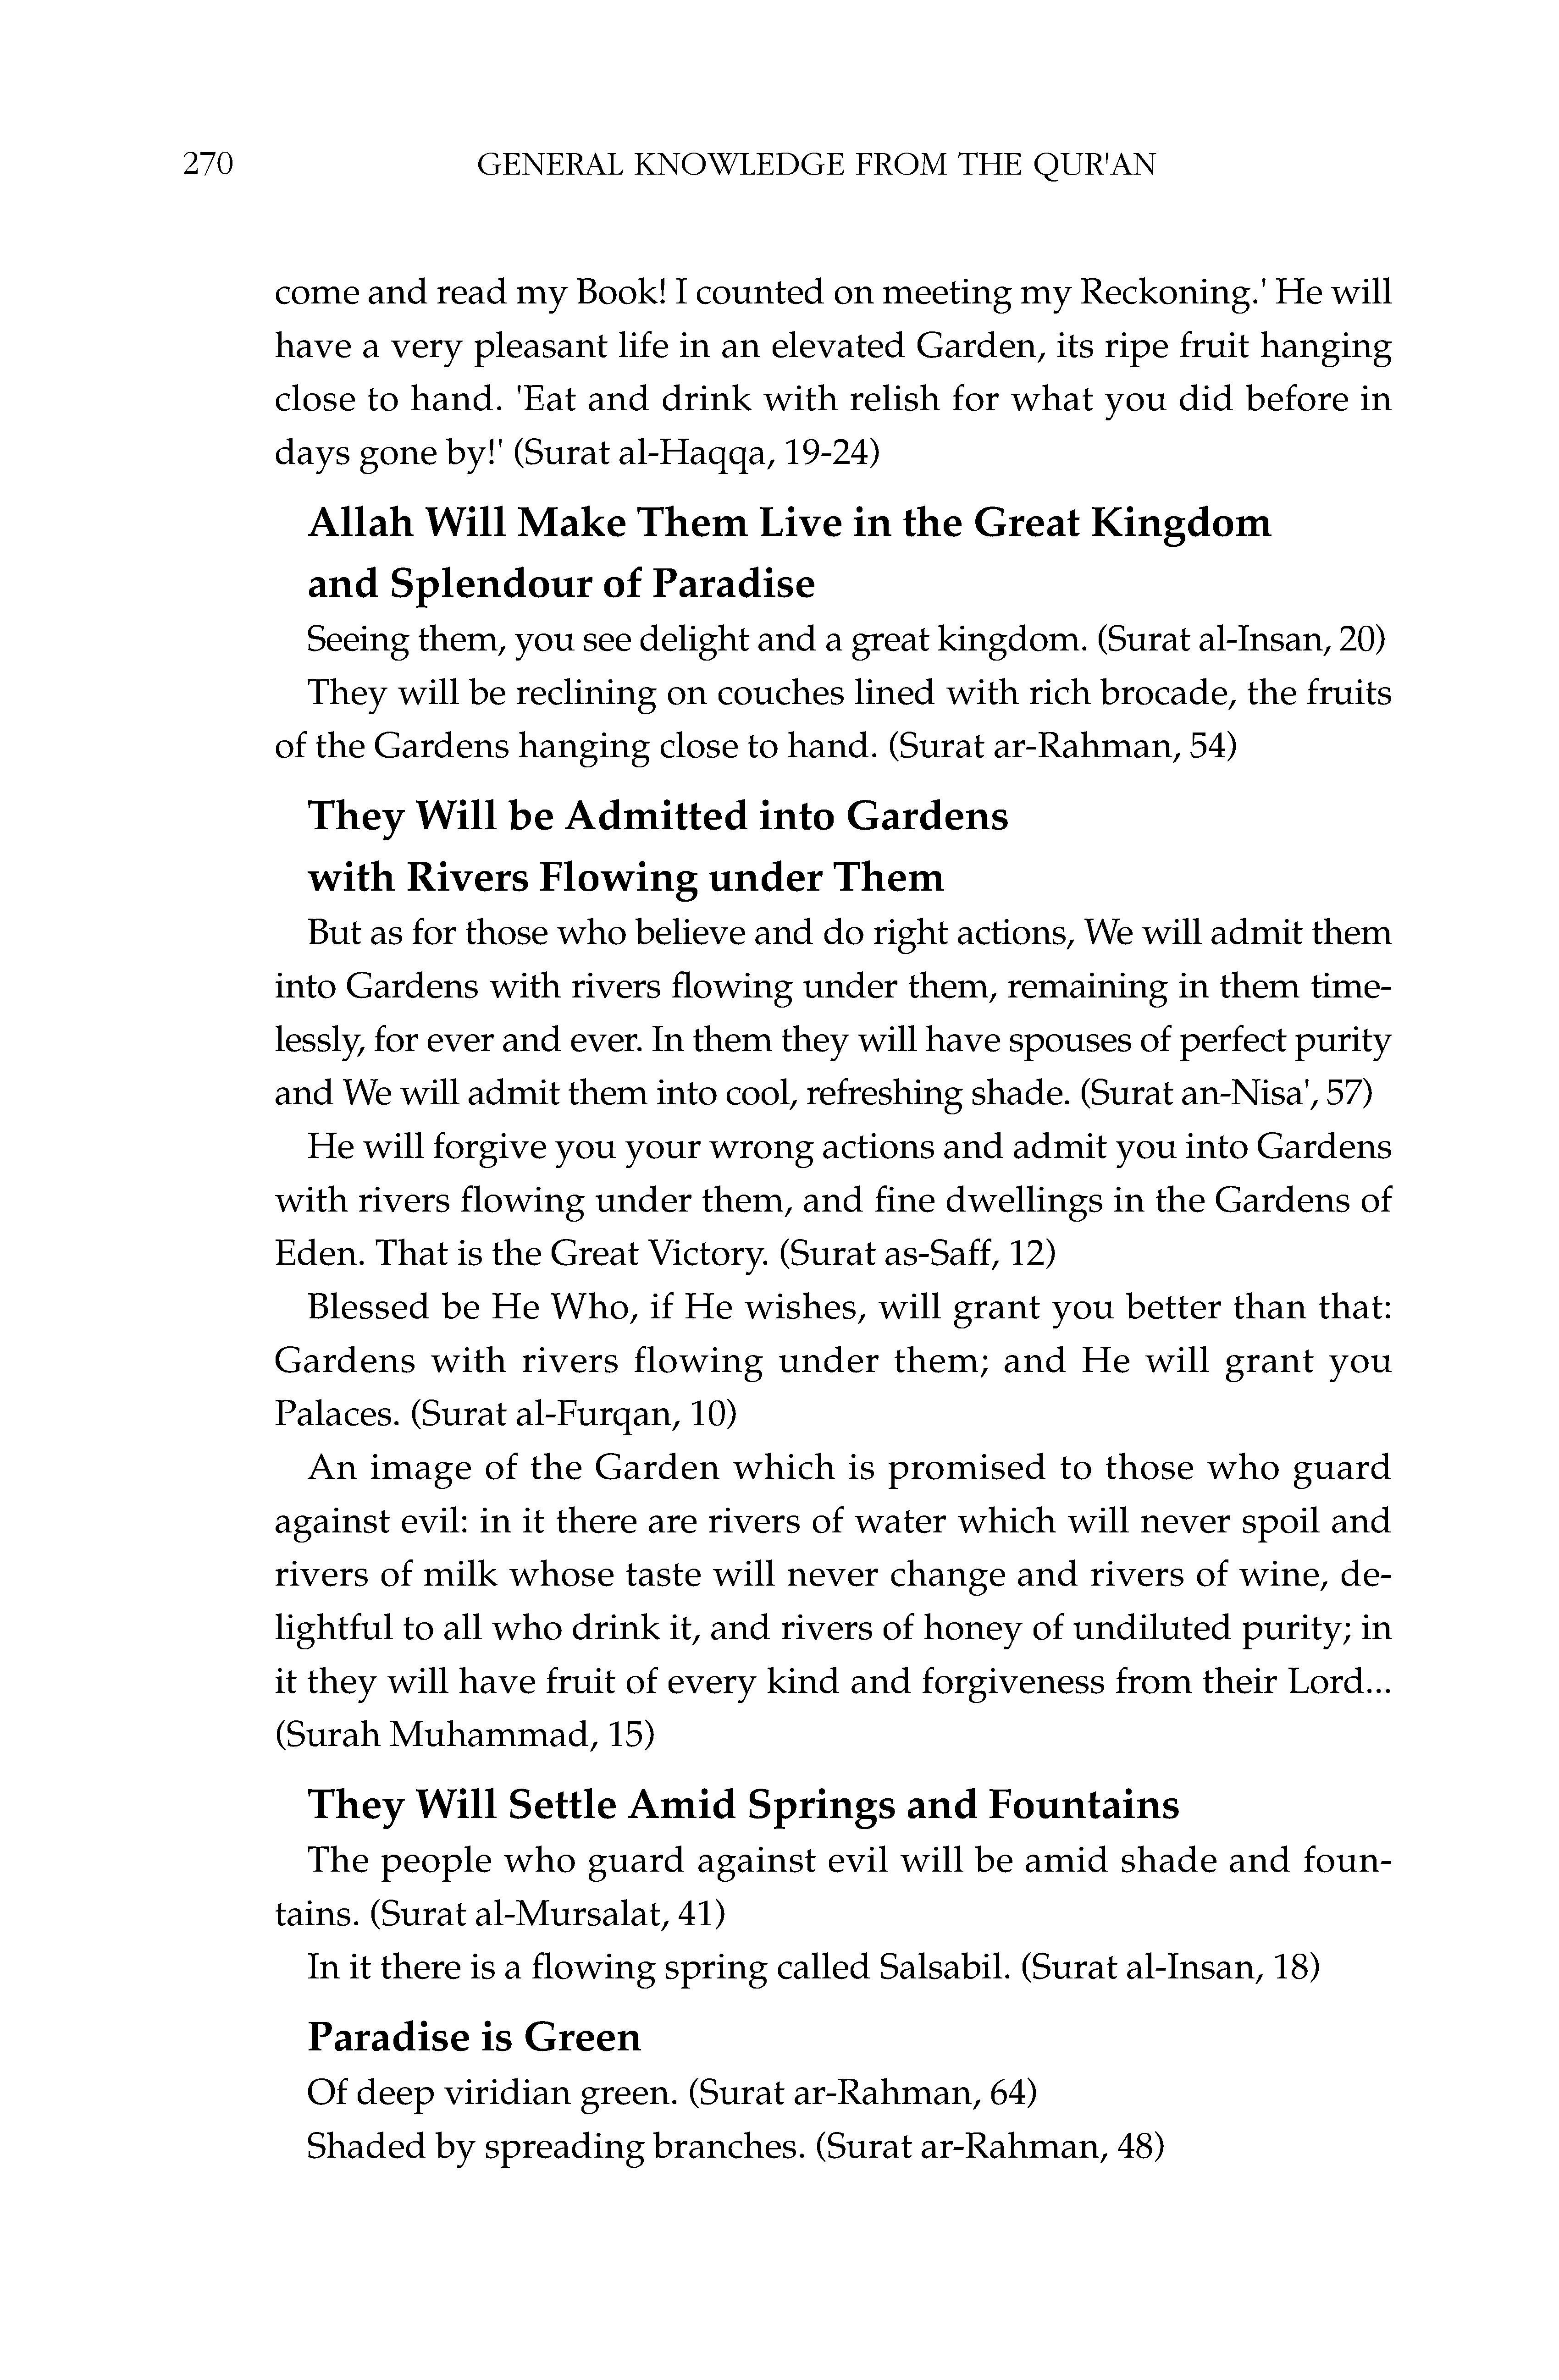 270 GENERAL KNOWLEDGE FROM THE QUR'AN
come and read my Book! I counted on meeting my Reckoning.' He will
have a very pleasant life in an elevated Garden, its ripe fruit hanging
close to hand. 'Eat and drink with relish for what you did before in
days gone by!' (Surat al-Haqqa, 19-24)
Allah Will Make Them Live in the Great Kingdom
and Splendour of Paradise
Seeing them, you see delight and a great kingdom. (Surat al-Insan, 20)
They will be reclining on couches lined with rich brocade, the fruits
of the Gardens hanging close to hand. (Surat ar-Rahman, 54)
They Will be Admitted into Gardens
with Rivers Flowing under Them
But as for those who believe and do right actions, We will admit them
into Gardens with rivers flowing under them, remaining in them time-
lessly, for ever and ever. In them they will have spouses of perfect purity
and We will admit them into cool, refreshing shade. (Surat an-Nisa', 57)
He will forgive you your wrong actions and admit you into Gardens
with rivers flowing under them, and fine dwellings in the Gardens of
Eden. That is the Great Victory. (Surat as-Saff, 12)
Blessed be He Who, if He wishes, will grant you better than that:
Gardens with rivers flowing under them; and He will grant you
Palaces. (Surat al-Furqan, 10)
An image of the Garden which is promised to those who guard
against evil: in it there are rivers of water which will never spoil and
rivers of milk whose taste will never change and rivers of wine, de-
lightful to all who drink it, and rivers of honey of undiluted purity; in
it they will have fruit of every kind and forgiveness from their Lord...
(Surah Muhammad, 15)
They Will Settle Amid Springs and Fountains
The people who guard against evil will be amid shade and foun-
tains. (Surat al-Mursalat, 41)
In it there is a flowing spring called Salsabil. (Surat al-Insan, 18)
Paradise is Green
Of deep viridian green. (Surat ar-Rahman, 64)
Shaded by spreading branches. (Surat ar-Rahman, 48)